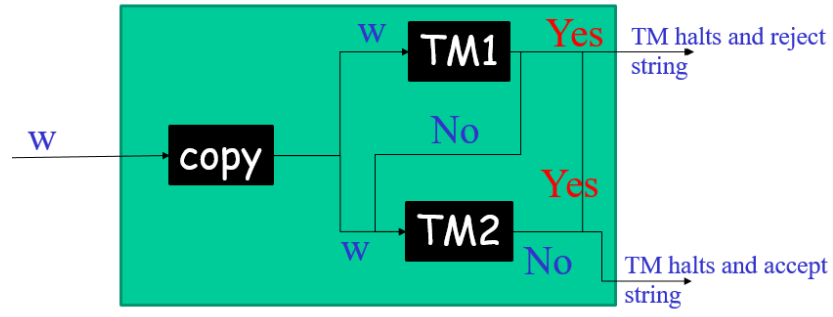 w
TM1
Yes
TM halts and reject
string
No
w
copy
Yes
TM2
w
No
TM halts and accept
string